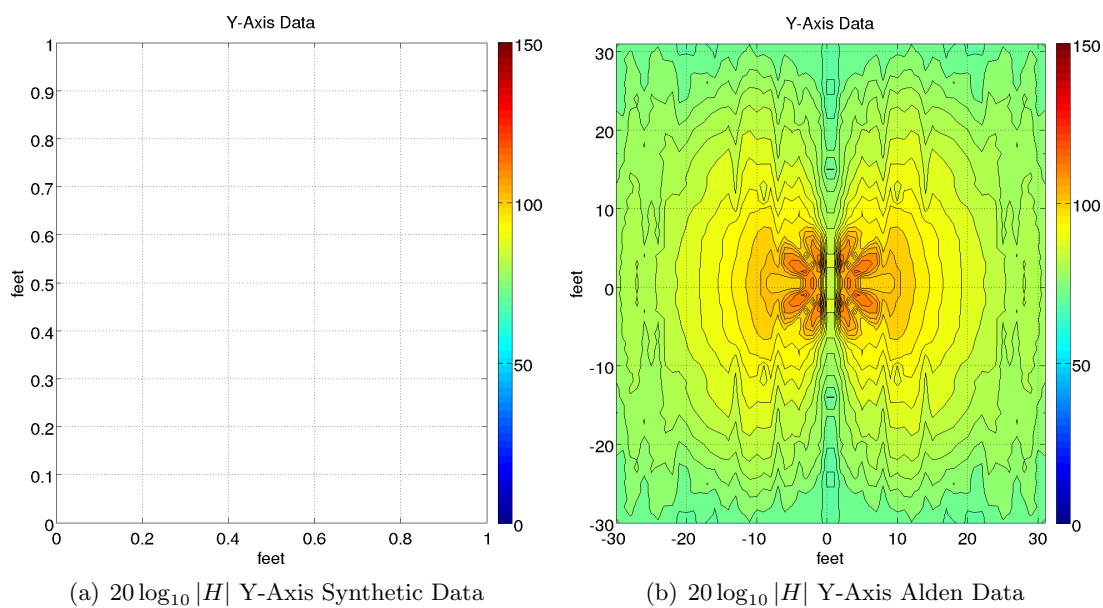 Y-Axis Data
1
0.9
0.8
0.7
0.6
0.5
0.4
0.3
0.2
0.1
0
feet
0 0.2 0.4 0.6 0.8 1
feet
150
100
50
0
(a) 20 log₁₀ |H| Y-Axis Synthetic Data
Y-Axis Data
30
20
10
0
-10
-20
-30
feet
-30 -20 -10 0 10 20 30
feet
150
100
50
0
(b) 20 log₁₀ |H| Y-Axis Alden Data